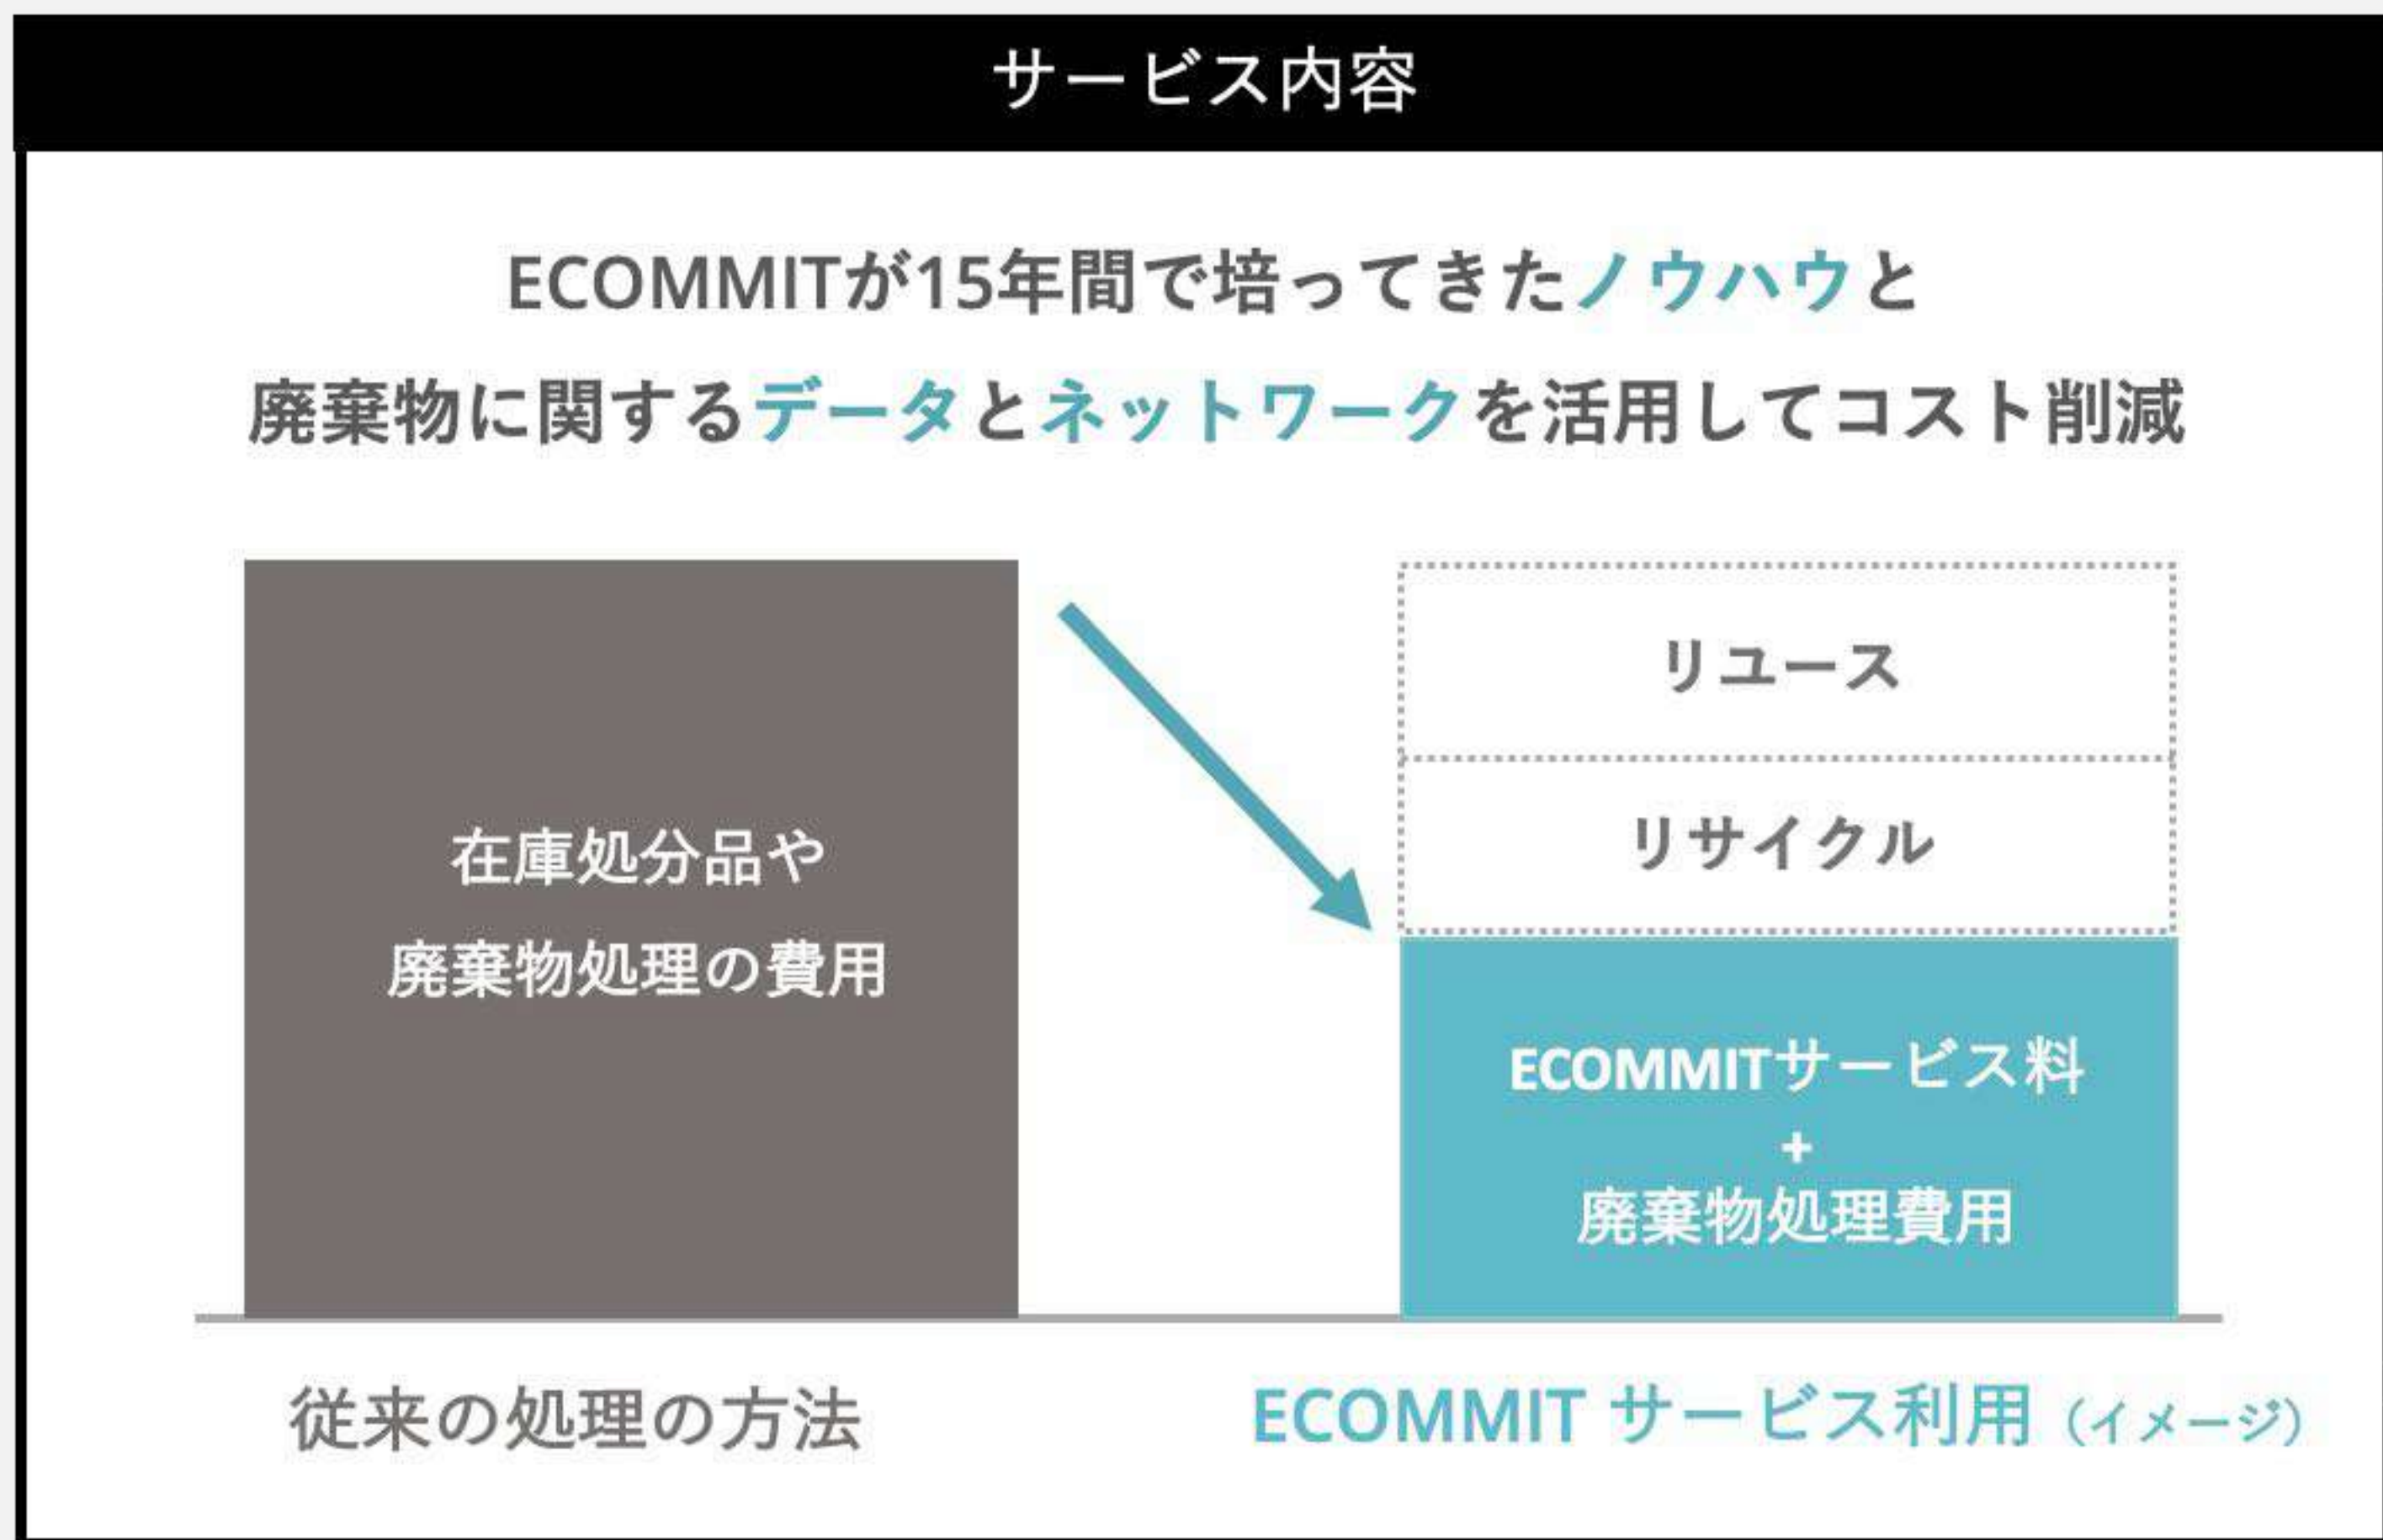 サービス内容
ECOMMITが15年間で培ってきたノウハウと
廃棄物に関するデータとネットワークを活用してコスト削減
在庫処分品や
廃棄物処理の費用
リユース
リサイクル
ECOMMITサービス料
+
廃棄物処理費用
従来の処理の方法
ECOMMIT サービス利用（イメージ）